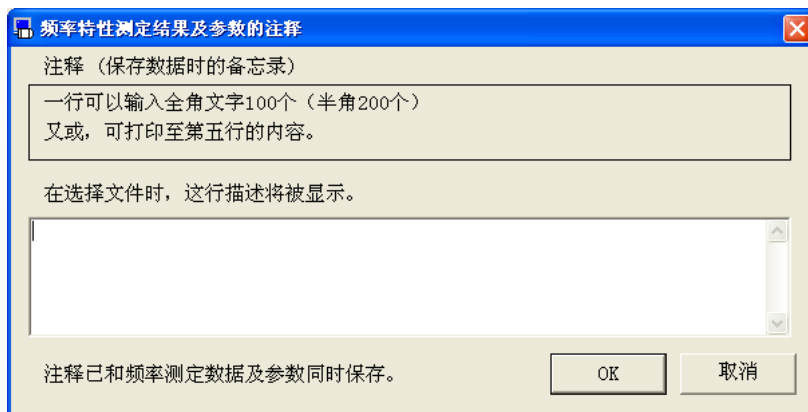 频率特性测定结果及参数的注释
注释 (保存数据时的备忘录)
一行可以输入全角文字100个（半角200个）
又或，可打印至第五行的内容。
在选择文件时，这行描述将被显示。
注释已和频率测定数据及参数同时保存。
OK
取消